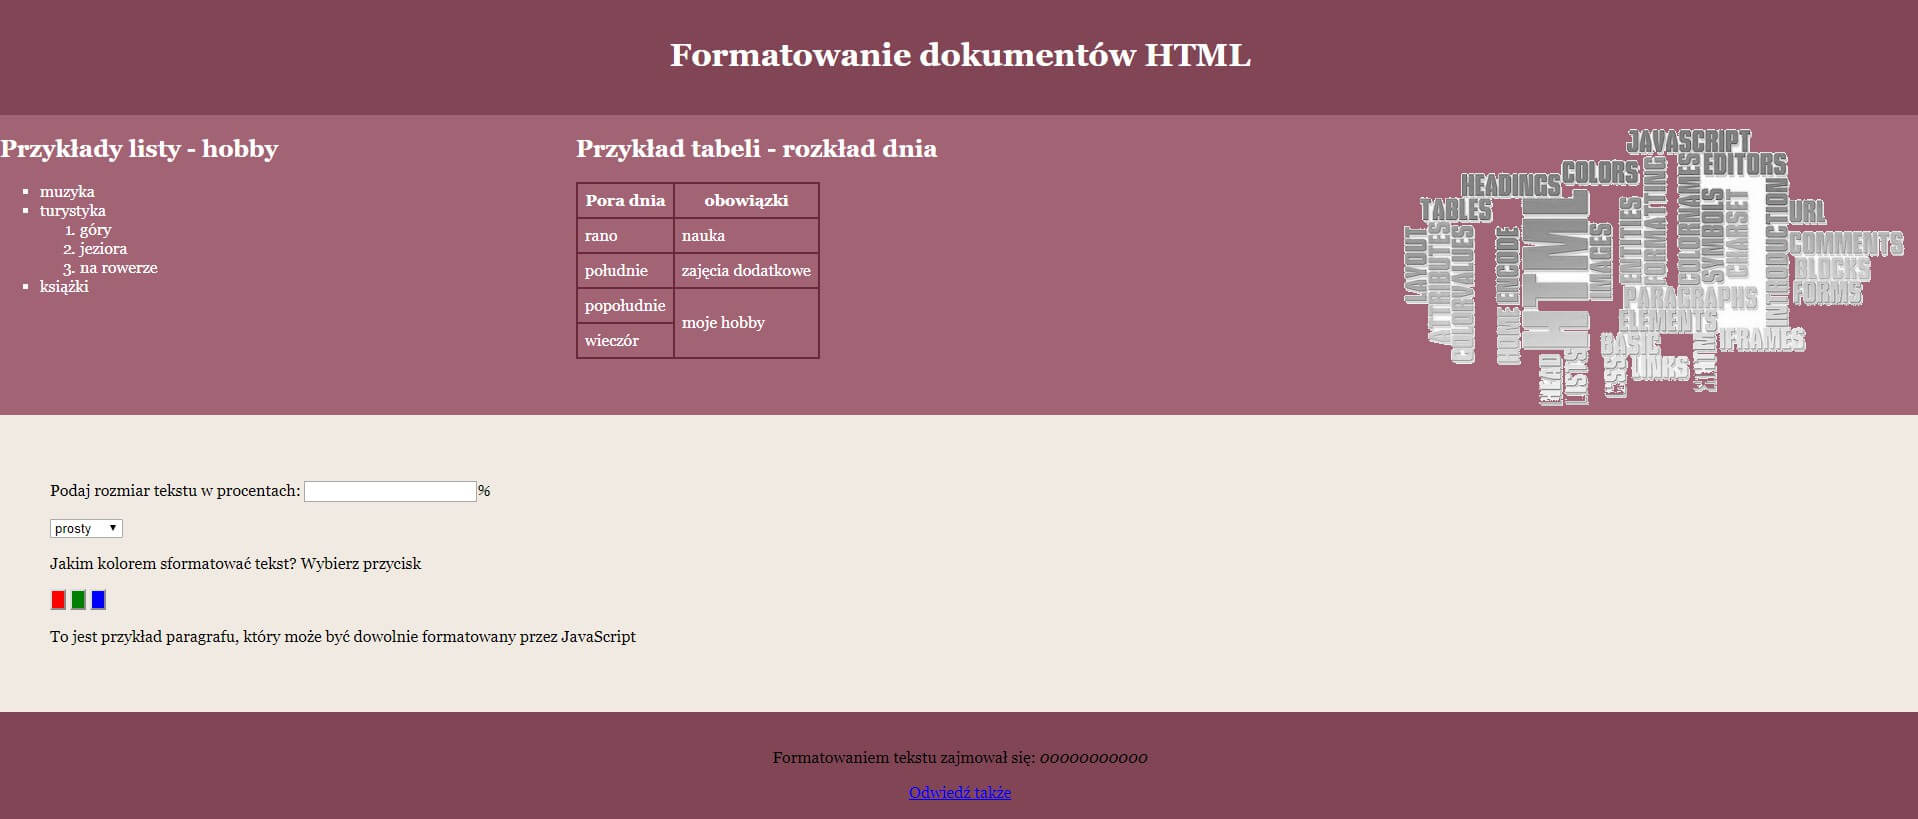 Formatowanie dokumentów HTML
Przykłady listy - hobby
muzyka
turystyka
1. góry
2. jeziora
3. na rowerze
książki
Przykład tabeli - rozkład dnia
Pora dnia obowiązki
rano nauka
południe zajęcia dodatkowe
popołudnie
moje hobby
wieczór
JAVASCRIPT
EDITORS
COLORS
HEADINGS
TABLES
LAYOUT
ATTRIBUTES
COLORVALUES
HOME
ENCODE
HTML
IMAGES
ENTITIES
FORMATTING
COLORNAMES
SYMBOLS
CHARSET
INTRODUCTION
URL
COMMENTS
BLOCKS
FORMS
PARAGRAPHS
ELEMENTS
IFRAMES
BASIC
LINKS
HEAD
LISTS
CSS
Podaj rozmiar tekstu w procentach: %
prosty
Jakim kolorem sformatować tekst? Wybierz przycisk
To jest przykład paragrafu, który może być dowolnie formatowany przez JavaScript
Formatowaniem tekstu zajmował się: 00000000000
Odwiedź także